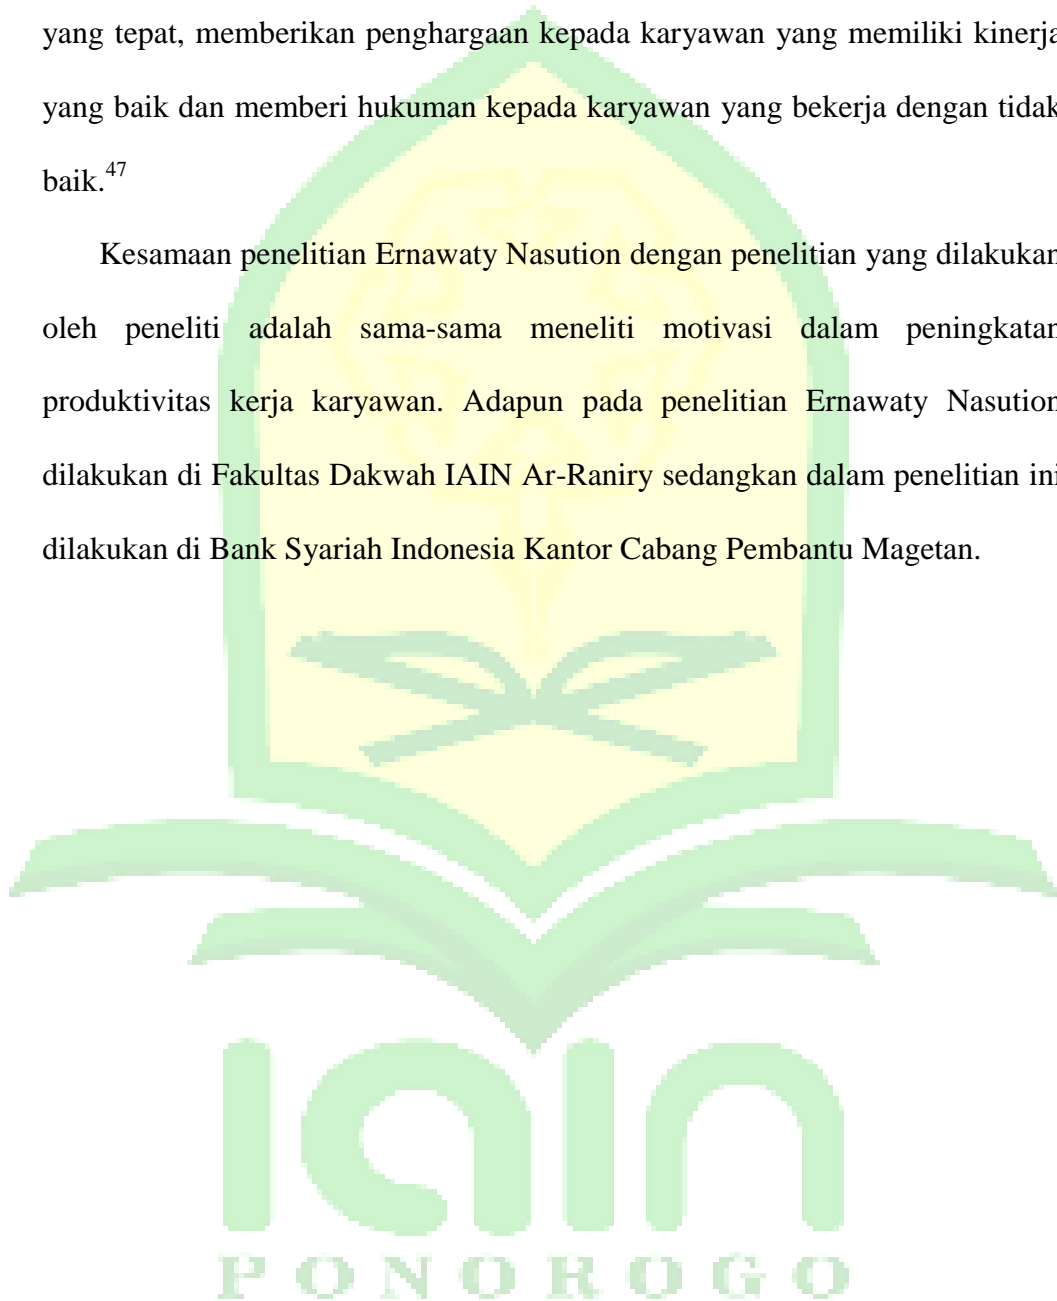 yang tepat, memberikan penghargaan kepada karyawan yang memiliki kinerja
yang baik dan memberi hukuman kepada karyawan yang bekerja dengan tidak
baik.47
Kesamaan penelitian Ernawaty Nasution dengan penelitian yang dilakukan
oleh peneliti adalah sama-sama meneliti motivasi dalam peningkatan
produktivitas kerja karyawan. Adapun pada penelitian Ernawaty Nasution
dilakukan di Fakultas Dakwah IAIN Ar-Raniry sedangkan dalam penelitian ini
dilakukan di Bank Syariah Indonesia Kantor Cabang Pembantu Magetan.
iain
PONOROGO